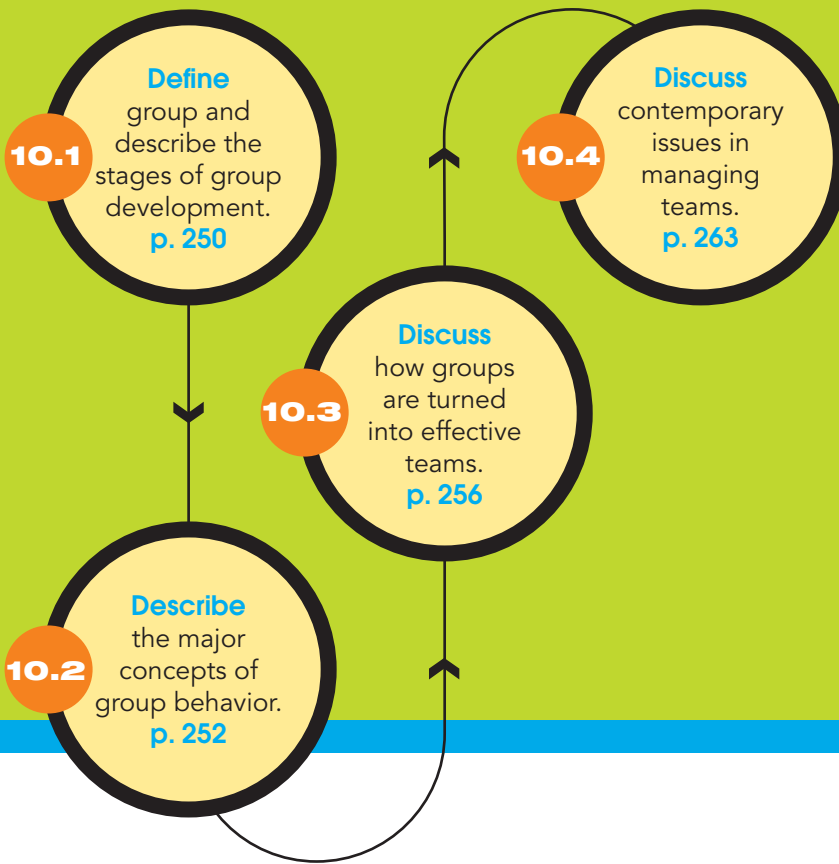 10.1
Define
group and
describe the
stages of group
development.
p. 250
10.2
Describe
the major
concepts of
group behavior.
p. 252
10.3
Discuss
how groups
are turned
into effective
teams.
p. 256
10.4
Discuss
contemporary
issues in
managing
teams.
p. 263